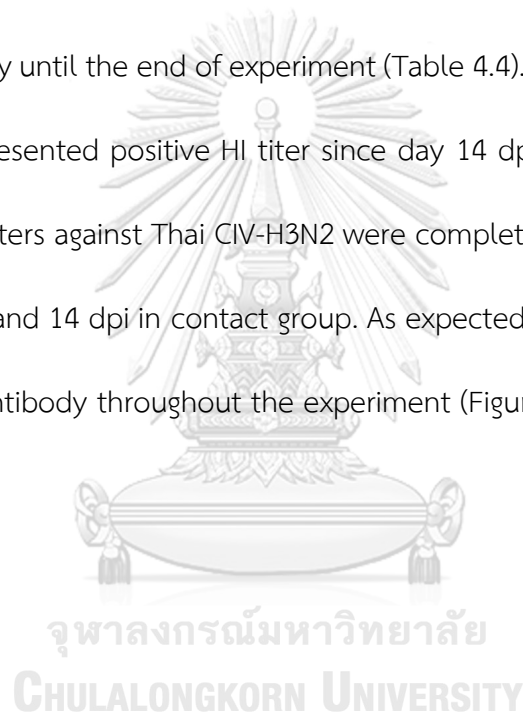 y until the end of experiment (Table 4.4).
esented positive HI titer since day 14 dp
ters against Thai CIV-H3N2 were complet
and 14 dpi in contact group. As expected
ntibody throughout the experiment (Figur
จุฬาลงกรณ์มหาวิทยาลัย
CHULALONGKORN UNIVERSITY